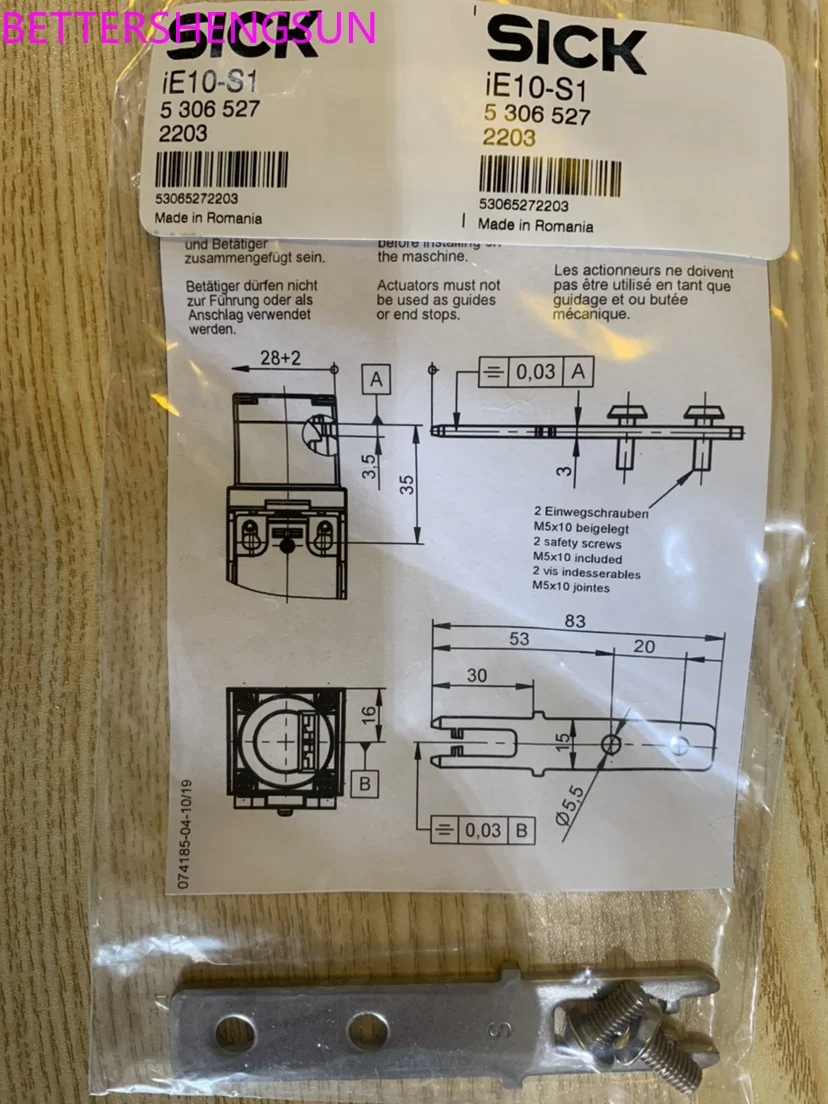 BETTERSHENGSUN
SICK
iE10-S1
5 306 527
2203
53065272203
Made in Romania
SICK
iE10-S1
5 306 527
2203
53065272203
Made in Romania
und Betätiger
zusammengefügt sein.
Betätiger dürfen nicht
zur Führung oder als
Anschlag verwendet
werden.
before installing on
the maschine.
Actuators must not
be used as guides
or end stops.
Les actionneurs ne doivent
pas être utilisé en tant que
guidage et ou butée
mécanique.
28+2
A
3,5
35
0,03 A
3
2 Einwegschrauben
M5x10 beigelegt
2 safety screws
M5x10 included
2 vis indesserables
M5x10 jointes
83
53
20
30
16
B
15
Ø5,5
0,03 B
074185-04-10/19
S